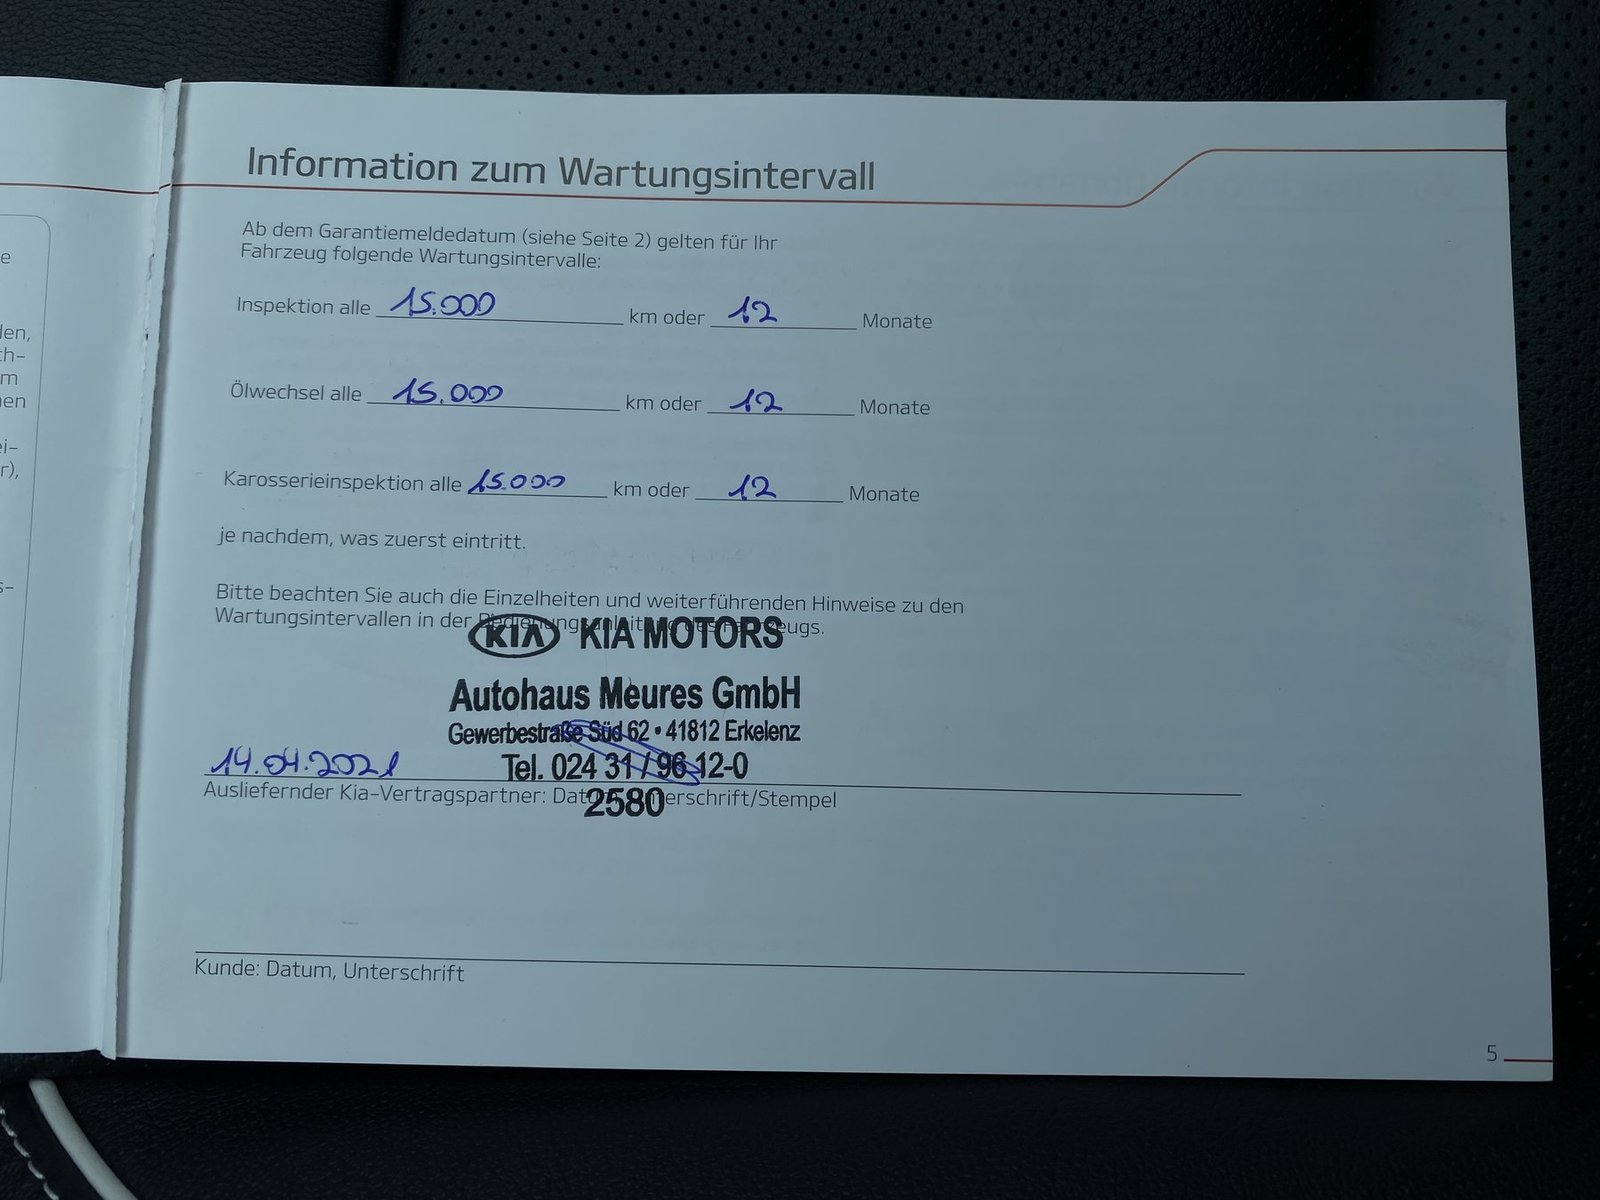 Information zum Wartungsintervall
Ab dem Garantiemeldedatum (siehe Seite 2) gelten für Ihr
Fahrzeug folgende Wartungsintervalle:
Inspektion alle 15.000 km oder 12 Monate
Ölwechsel alle 15.000 km oder 12 Monate
Karosserieinspektion alle 15.000 km oder 12 Monate
je nachdem, was zuerst eintritt.
Bitte beachten Sie auch die Einzelheiten und weiterführenden Hinweise zu den
Wartungsintervallen in der Bedienungsanleitung des Fahrzeugs.
KIA KIA MOTORS
Autohaus Meures GmbH
Gewerbestraße Süd 62 • 41812 Erkelenz
Tel. 024 31 / 96 12-0
2580
14.04.2021
Ausliefernder Kia-Vertragspartner: Datum, Unterschrift/Stempel
Kunde: Datum, Unterschrift
5